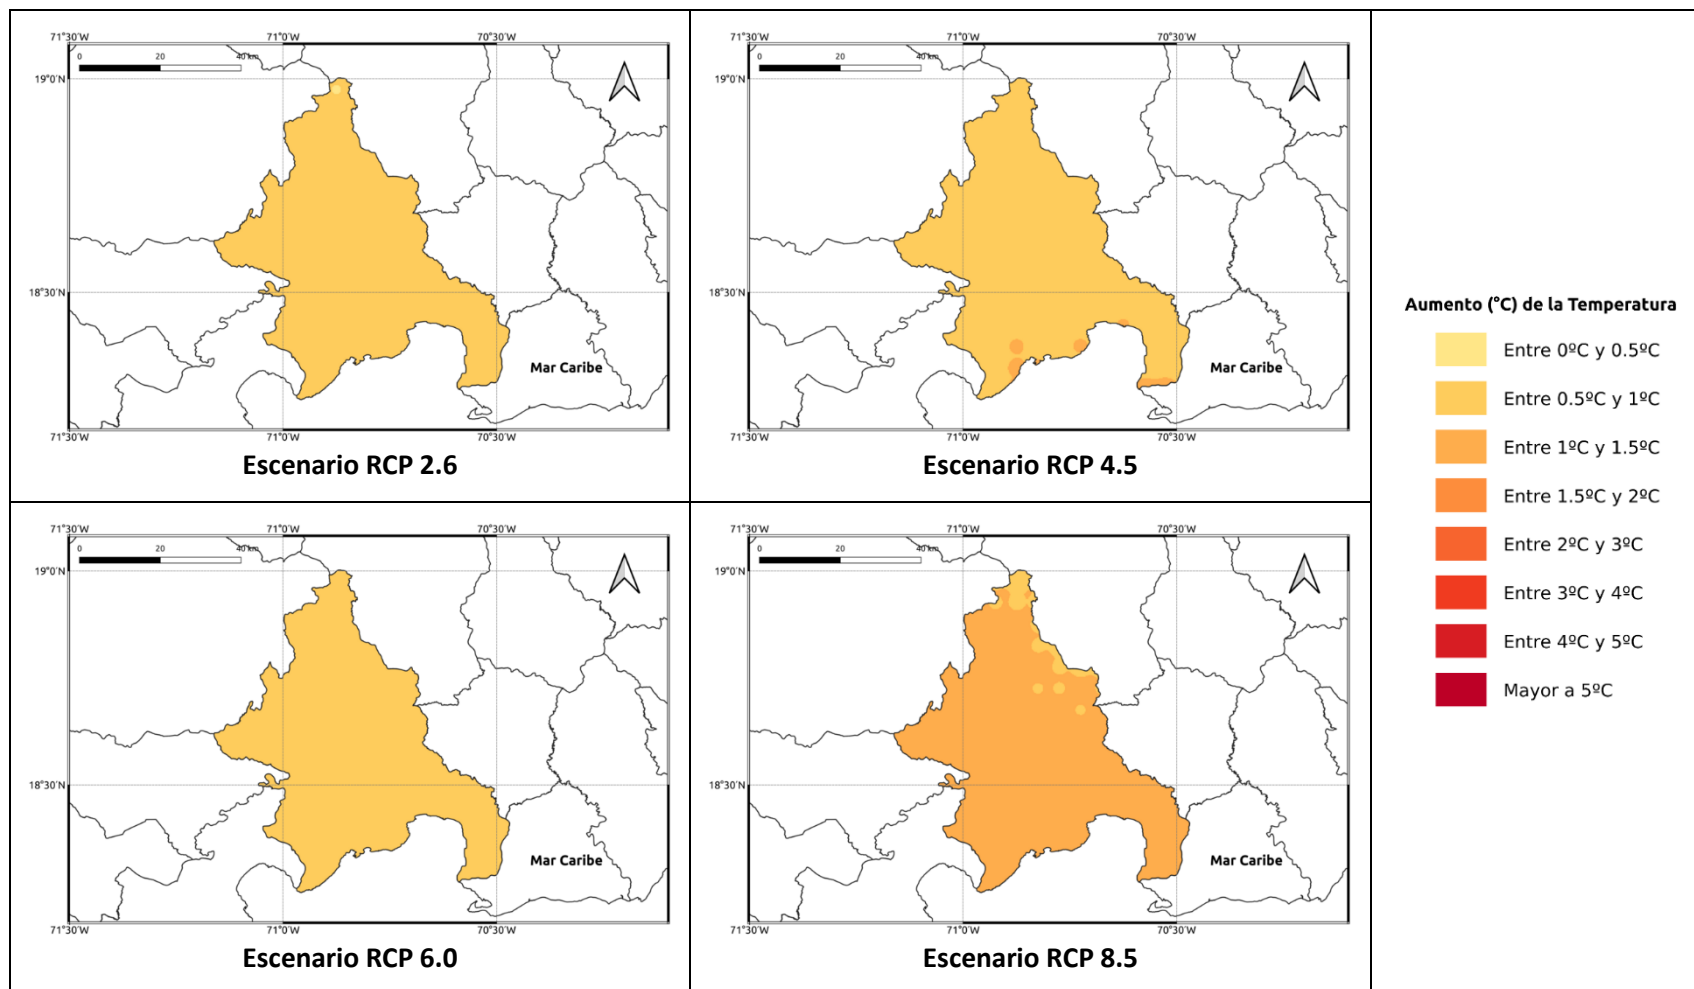 71°30'W 71°0'W 70°30'W
0 20 40 km
19°0'N
18°30'N
Mar Caribe
71°30'W 71°0'W 70°30'W
Escenario RCP 2.6
71°30'W 71°0'W 70°30'W
0 20 40 km
19°0'N
18°30'N
Mar Caribe
71°30'W 71°0'W 70°30'W
Escenario RCP 4.5
71°30'W 71°0'W 70°30'W
0 20 40 km
19°0'N
18°30'N
Mar Caribe
71°30'W 71°0'W 70°30'W
Escenario RCP 6.0
71°30'W 71°0'W 70°30'W
0 20 40 km
19°0'N
18°30'N
Mar Caribe
71°30'W 71°0'W 70°30'W
Escenario RCP 8.5
Aumento (°C) de la Temperatura
Entre 0ºC y 0.5ºC
Entre 0.5ºC y 1ºC
Entre 1ºC y 1.5ºC
Entre 1.5ºC y 2ºC
Entre 2ºC y 3ºC
Entre 3ºC y 4ºC
Entre 4ºC y 5ºC
Mayor a 5ºC